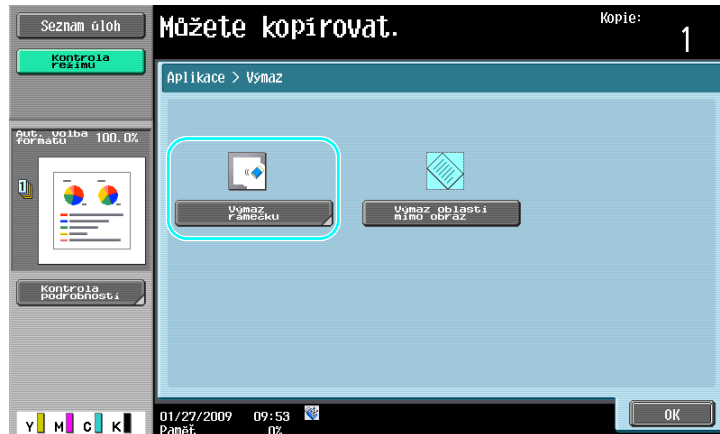 Seznam úloh
Můžete kopírovat.
Kopie:
1
Kontrola
režimu
Aplikace > Výmaz
Aut. volba
formátu
100.0%
1
Výmaz
rámečku
Výmaz oblasti
mimo obraz
Kontrola
podrobností
Y M C K
01/27/2009 09:53
Paměť 0%
OK